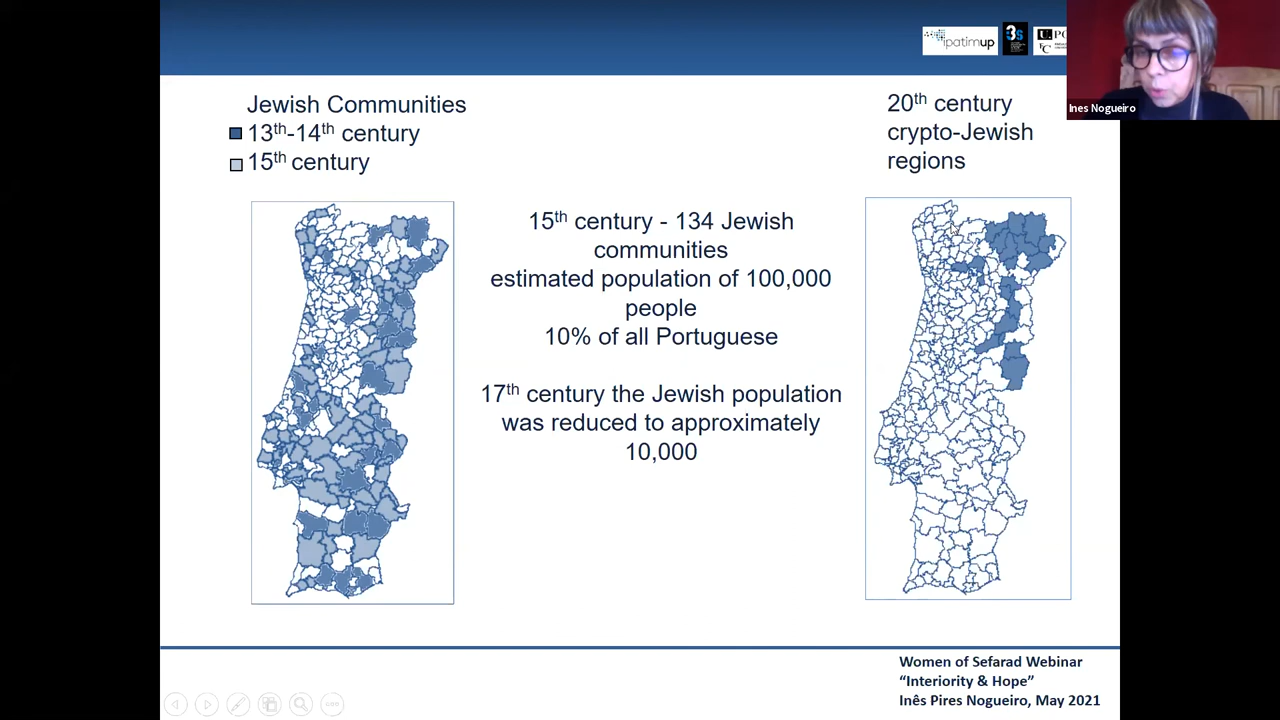 ipatimup
3s
Ines Nogueiro
Jewish Communities
13th-14th century
15th century
20th century
crypto-Jewish
regions
15th century - 134 Jewish
communities
estimated population of 100,000
people
10% of all Portuguese
17th century the Jewish population
was reduced to approximately
10,000
Women of Sefarad Webinar
“Interiority & Hope”
Inês Pires Nogueiro, May 2021